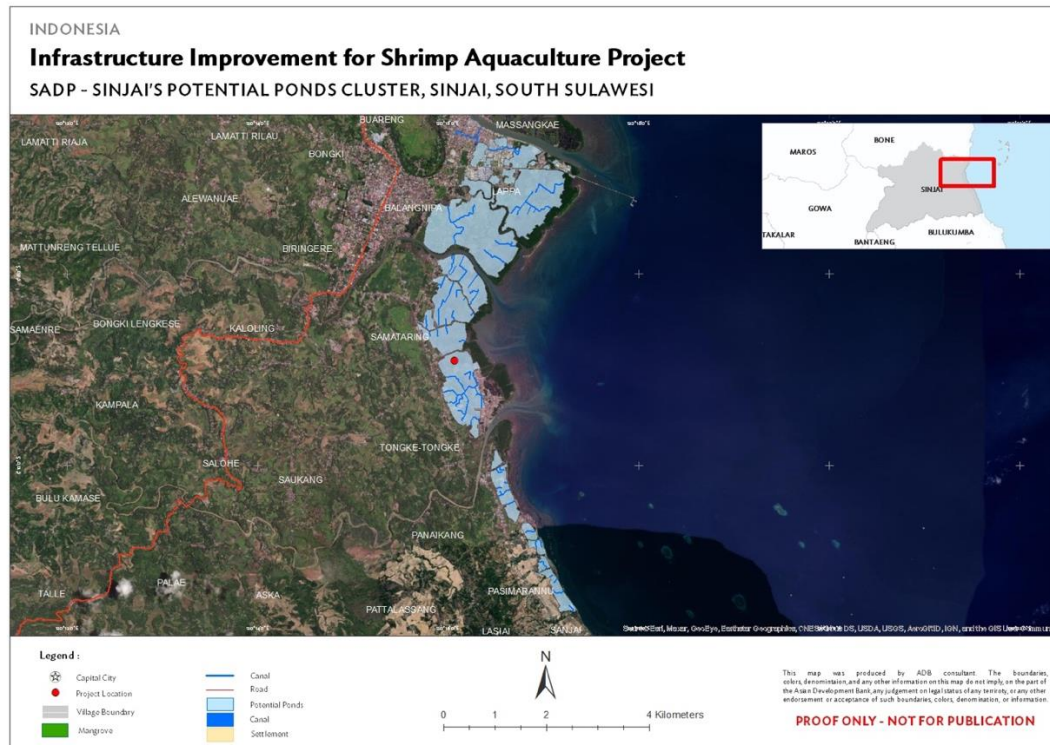 INDONESIA
Infrastructure Improvement for Shrimp Aquaculture Project
SADP - SINJAI'S POTENTIAL PONDS CLUSTER, SINJAI, SOUTH SULAWESI
BUARENG
MASSANGKAE
LAMATTI RIAJA
LAMATTI RILAU
BONGKI
LAPPA
ALEWANUAE
BALANGNIPA
MATTUNRENG TELLUE
BIRINGERE
SAMAENRE
BONGKI LENGKESE
KALOLING
SAMATARING
KAMPALA
TONGKE-TONGKE
SALOHE
SAUKANG
BULU KAMASE
PANAIKANG
TALLE
PALAE
ASKA
PASIMARANNU
PATTALASSANG
LASIAI
SANJAI
MAROS
BONE
SINJAI
GOWA
BULUKUMBA
TAKALAR
BANTAENG
Legend :
Capital City
Project Location
Village Boundary
Mangrove
Canal
Road
Potential Ponds
Canal
Settlement
N
0 1 2 4 Kilometers
This map was produced by ADB consultant. The boundaries,
colors, denomintaion, and any other information on this map do not imply, on the part of
the Asian Development Bank, any judgement on legal status of any terirroty, or any other
endorsement or acceptance of such boundaries, colors, denomination, or information.
PROOF ONLY - NOT FOR PUBLICATION